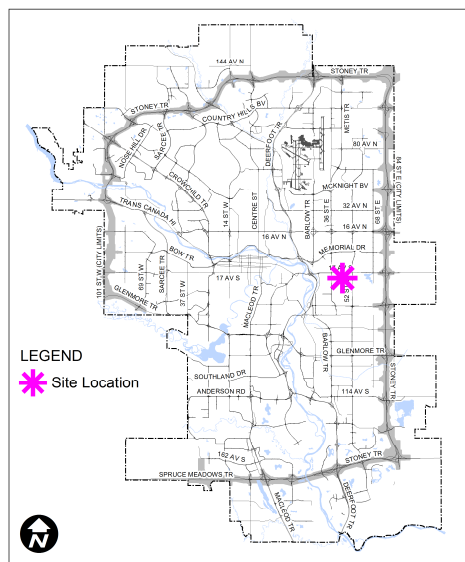 144 AV N
STONEY TR
STONEY TR
COUNTRY HILLS BV
DEERFOOT TR
METIS TR
NOSE HILL DR
SARCEE TR
80 AV N
CROWCHILD TR
84 ST E (CITY LIMITS)
MCKNIGHT BV
TRANS CANADA HI
14 ST W
CENTRE ST
BARLOW TR
36 ST E
32 AV N
68 ST E
16 AV N
16 AV N
101 ST W (CITY LIMITS)
BOW TR
MEMORIAL DR
69 ST W
SARCEE TR
37 ST W
17 AV S
MACLEOD TR
52 ST E
GLENMORE TR
BARLOW TR
GLENMORE TR
LEGEND
Site Location
SOUTHLAND DR
STONEY TR
ANDERSON RD
114 AV S
162 AV S
STONEY TR
SPRUCE MEADOWS TR
MACLEOD TR
DEERFOOT TR
N